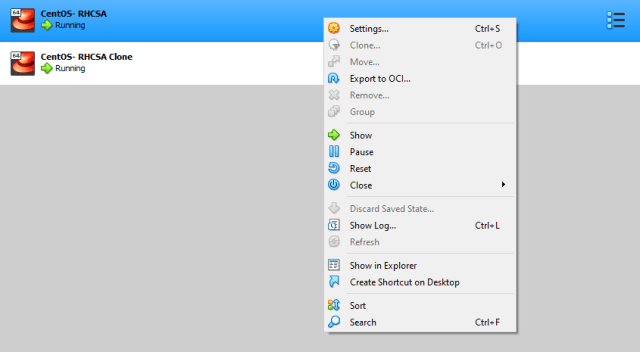 64
CentOS- RHCSA
Running
64
CentOS- RHCSA Clone
Running
Settings... Ctrl+S
Clone... Ctrl+O
Move...
Export to OCI...
Remove...
Group
Show
Pause
Reset
Close
Discard Saved State...
Show Log... Ctrl+L
Refresh
Show in Explorer
Create Shortcut on Desktop
Sort
Search Ctrl+F